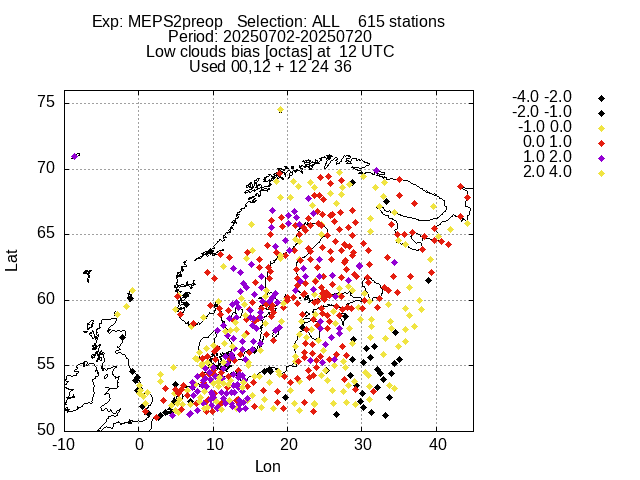 Exp: MEPS2preop Selection: ALL 615 stations
Period: 20250702-20250720
Low clouds bias [octas] at 12 UTC
Used 00,12 + 12 24 36
-4.0 -2.0
-2.0 -1.0
-1.0 0.0
0.0 1.0
1.0 2.0
2.0 4.0
75
70
65
60
55
50
Lat
-10 0 10 20 30 40
Lon